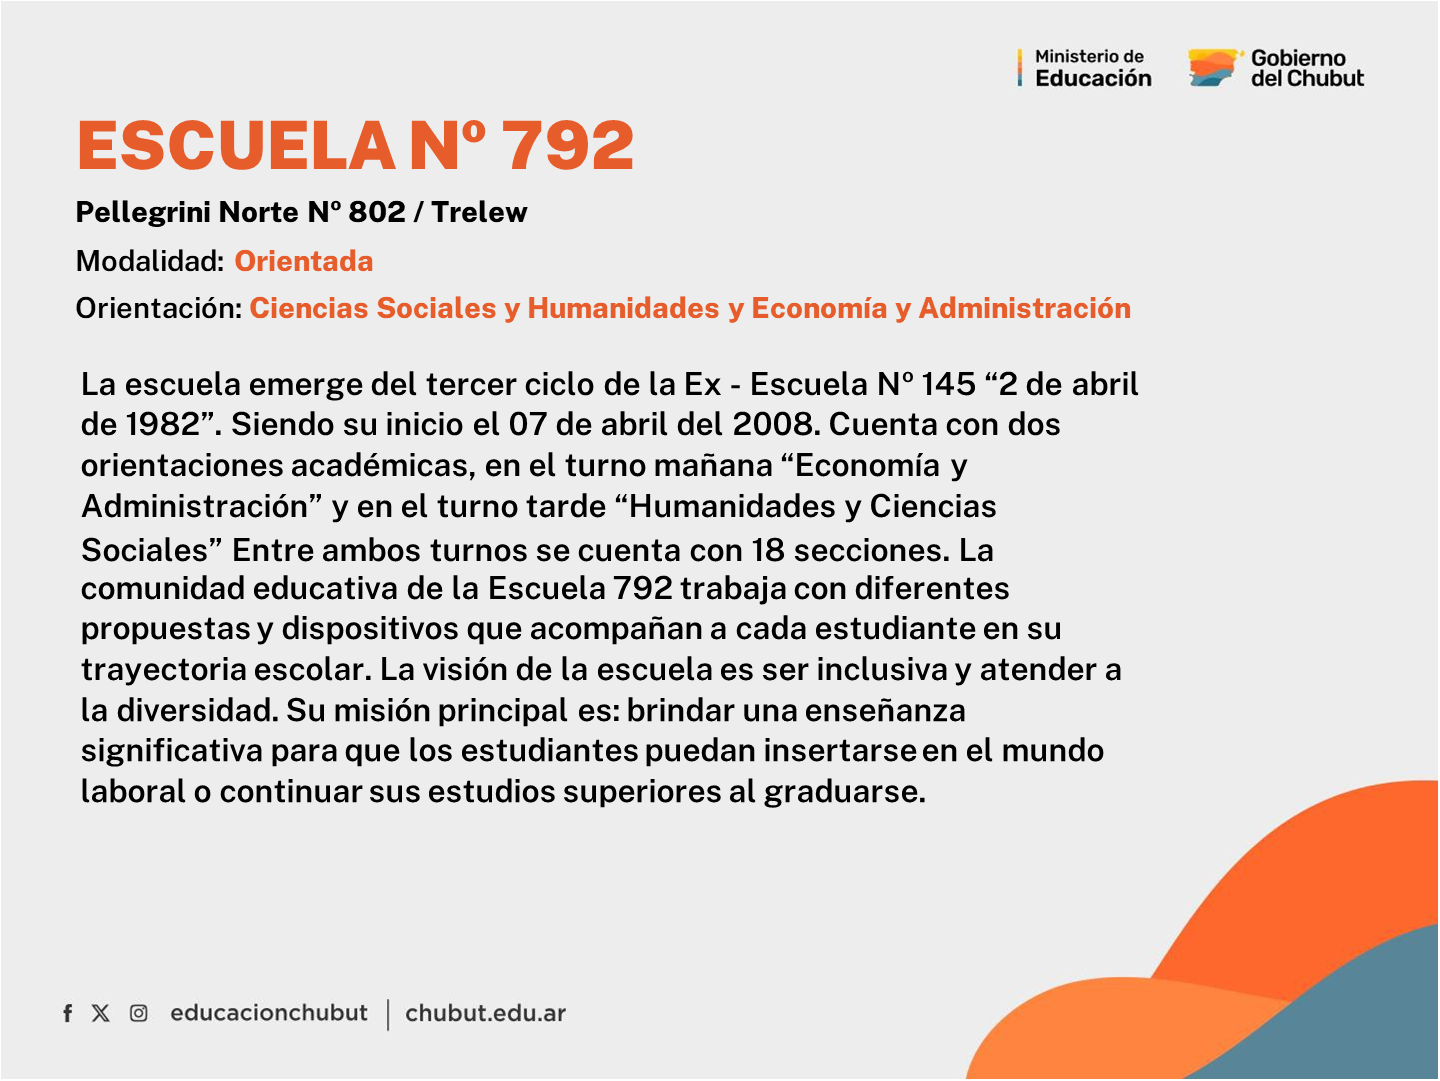 Ministerio de
Educación
Gobierno
del Chubut
ESCUELA Nº 792
Pellegrini Norte Nº 802 / Trelew
Modalidad: Orientada
Orientación: Ciencias Sociales y Humanidades y Economía y Administración
La escuela emerge del tercer ciclo de la Ex - Escuela Nº 145 “2 de abril
de 1982”. Siendo su inicio el 07 de abril del 2008. Cuenta con dos
orientaciones académicas, en el turno mañana “Economía y
Administración” y en el turno tarde “Humanidades y Ciencias
Sociales” Entre ambos turnos se cuenta con 18 secciones. La
comunidad educativa de la Escuela 792 trabaja con diferentes
propuestas y dispositivos que acompañan a cada estudiante en su
trayectoria escolar. La visión de la escuela es ser inclusiva y atender a
la diversidad. Su misión principal es: brindar una enseñanza
significativa para que los estudiantes puedan insertarse en el mundo
laboral o continuar sus estudios superiores al graduarse.
educacionchubut | chubut.edu.ar